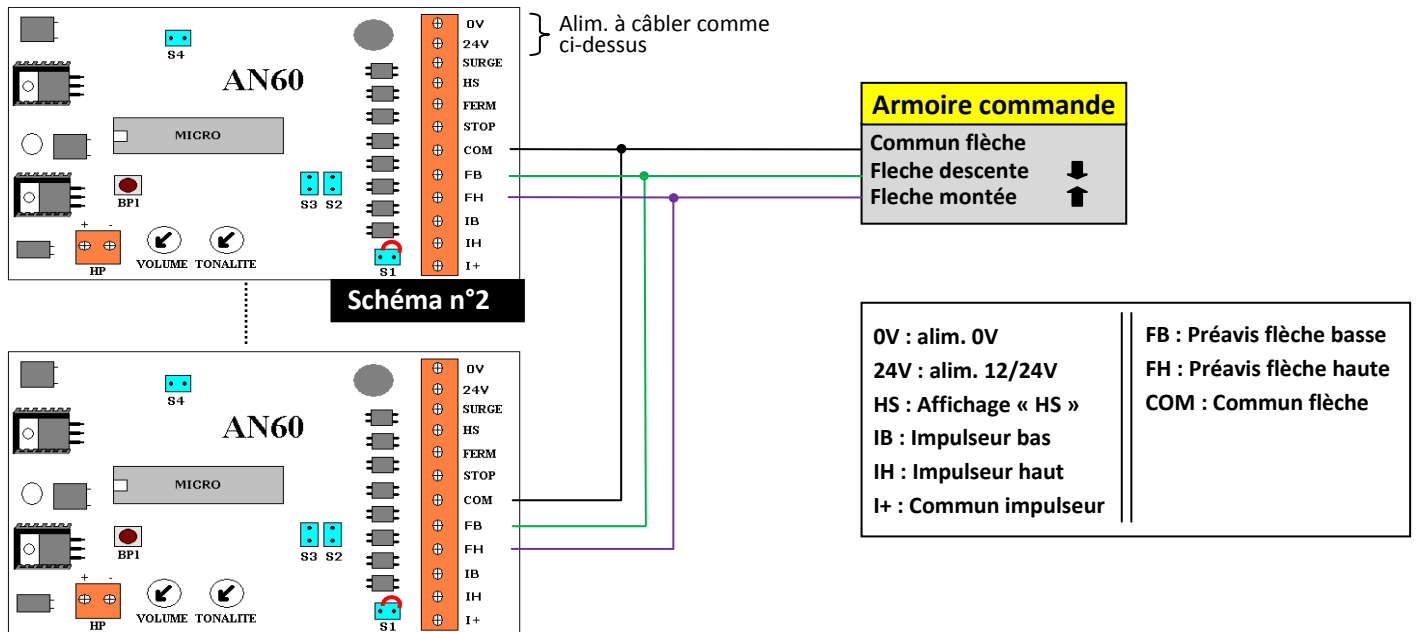 0V
24V
SURGE
HS
FERM
STOP
COM
FB
FH
IB
IH
I+
S4
AN60
MICRO
BP1
S3 S2
+ -
HP
VOLUME TONALITE
S1
Alim. à câbler comme
ci-dessus
Armoire commande
Commun flèche
Fleche descente
Fleche montée
Schéma n°2
0V
24V
SURGE
HS
FERM
STOP
COM
FB
FH
IB
IH
I+
S4
AN60
MICRO
BP1
S3 S2
+ -
HP
VOLUME TONALITE
S1
0V : alim. 0V
24V : alim. 12/24V
HS : Affichage « HS »
IB : Impulseur bas
IH : Impulseur haut
I+ : Commun impulseur
FB : Préavis flèche basse
FH : Préavis flèche haute
COM : Commun flèche